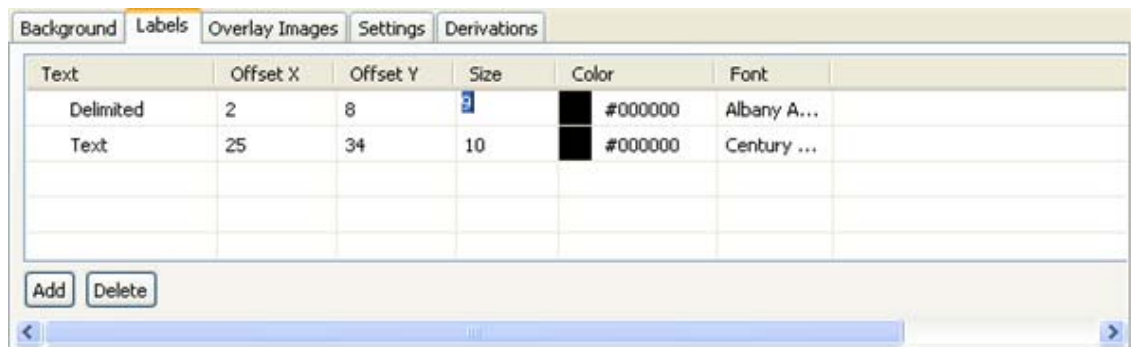 Background Labels Overlay Images Settings Derivations
Text Offset X Offset Y Size Color Font
Delimited 2 8 9 #000000 Albany A...
Text 25 34 10 #000000 Century ...
Add Delete